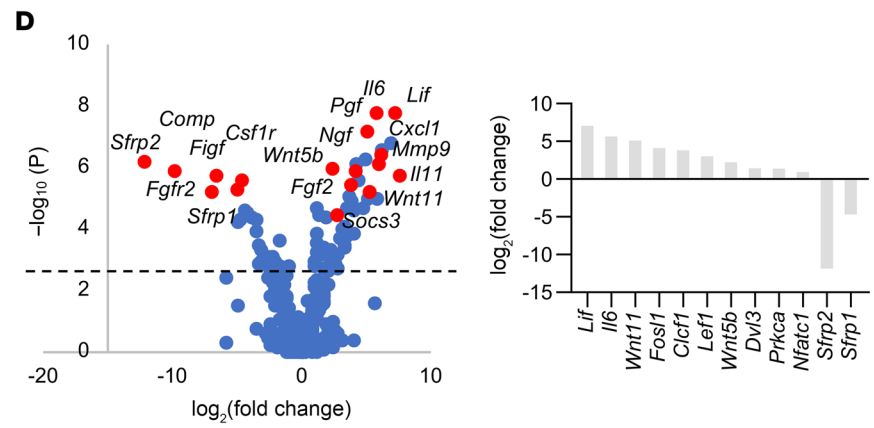 D
10
8
6
4
2
0
-20
-10
0
10
−log10 (P)
log2(fold change)
Il6
Lif
Pgf
Comp
Cxcl1
Csf1r
Ngf
Sfrp2
Figf
Wnt5b
Mmp9
Il11
Fgfr2
Fgf2
Wnt11
Sfrp1
Socs3
log2(fold change)
10
5
0
-5
-10
-15
Lif
Il6
Wnt11
Fosl1
Clcf1
Lef1
Wnt5b
Dvl3
Prkca
Nfatc1
Sfrp2
Sfrp1